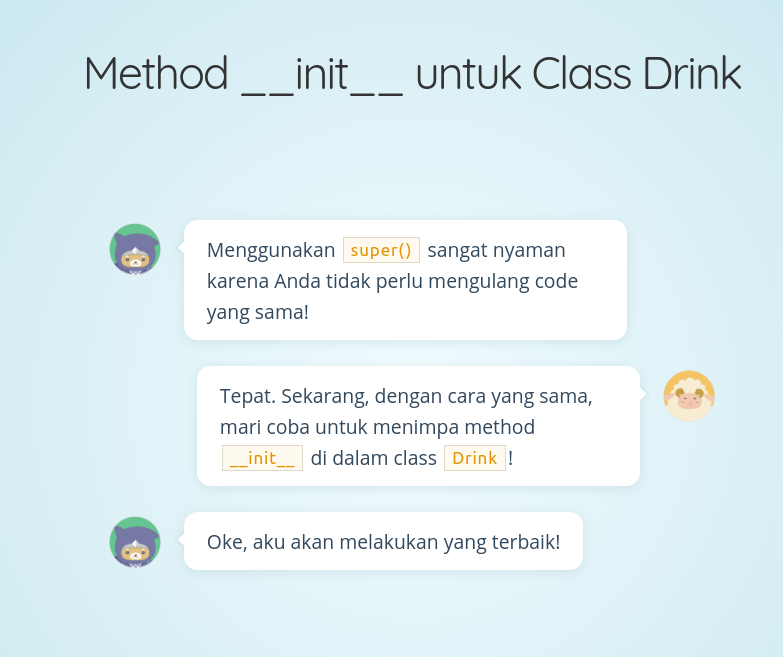 Method __init__ untuk Class Drink
Menggunakan super() sangat nyaman
karena Anda tidak perlu mengulang code
yang sama!
Tepat. Sekarang, dengan cara yang sama,
mari coba untuk menimpa method
__init__ di dalam class Drink!
Oke, aku akan melakukan yang terbaik!